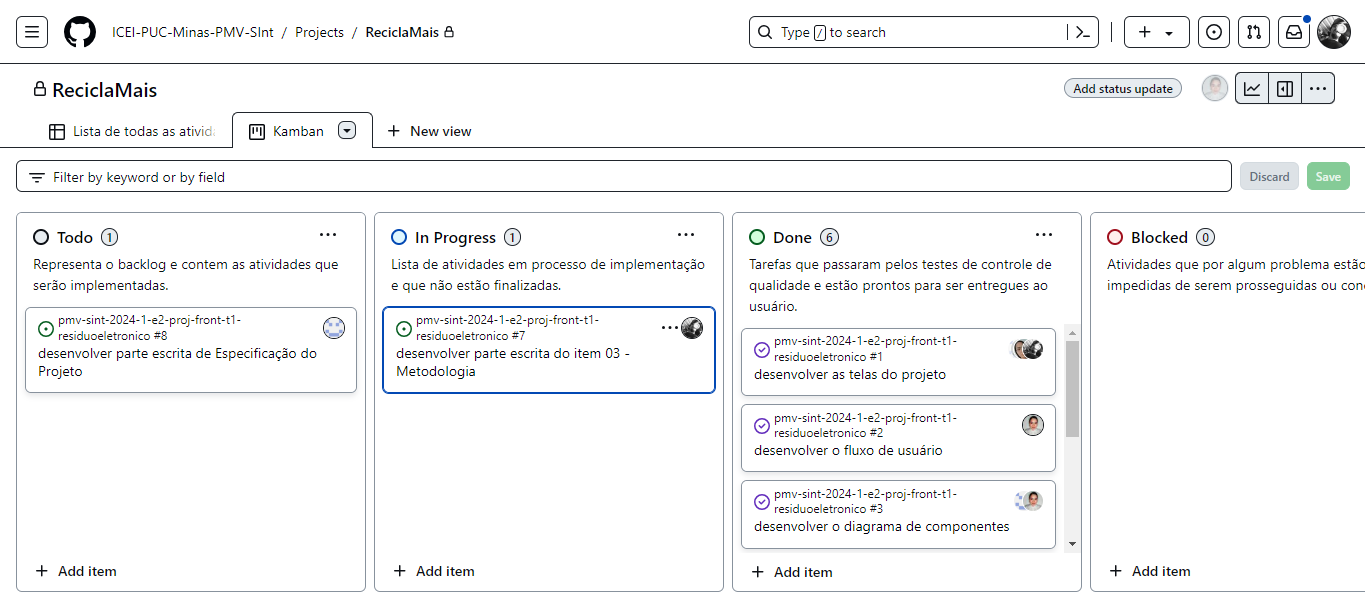 ICEI-PUC-Minas-PMV-SInt / Projects / ReciclaMais
Type / to search
ReciclaMais
Add status update
Lista de todas as ativid
Kanban
New view
Filter by keyword or by field
Discard
Save
Todo 1
Representa o backlog e contem as atividades que
serão implementadas.
pmv-sint-2024-1-e2-proj-front-t1-
residuoeletronico #8
desenvolver parte escrita de Especificação do
Projeto
Add item
In Progress 1
Lista de atividades em processo de implementação
e que não estão finalizadas.
pmv-sint-2024-1-e2-proj-front-t1-
residuoeletronico #7
desenvolver parte escrita do item 03 -
Metodologia
Add item
Done 6
Tarefas que passaram pelos testes de controle de
qualidade e estão prontos para ser entregues ao
usuário.
pmv-sint-2024-1-e2-proj-front-t1-
residuoeletronico #1
desenvolver as telas do projeto
pmv-sint-2024-1-e2-proj-front-t1-
residuoeletronico #2
desenvolver o fluxo de usuário
pmv-sint-2024-1-e2-proj-front-t1-
residuoeletronico #3
desenvolver o diagrama de componentes
Add item
Blocked 0
Atividades que por algum problema estão
impedidas de serem prosseguidas ou con
Add item